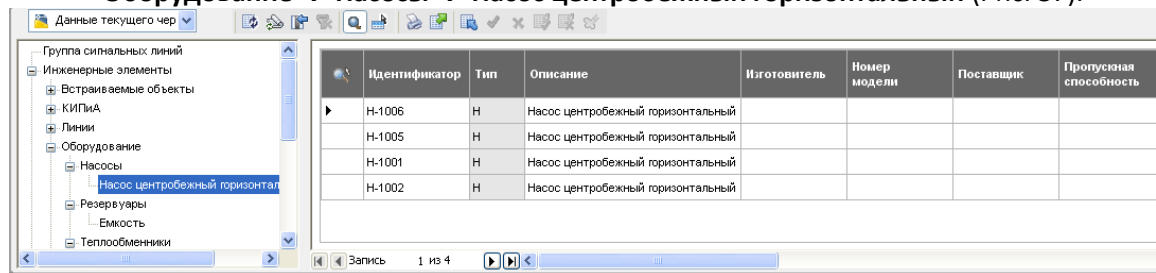 Оборудование → Насосы → Насос центробежный горизонтальный (Рис. 37).
Данные текущего чер
Группа сигнальных линий
Инженерные элементы
Встраиваемые объекты
КИПиА
Линии
Оборудование
Насосы
Насос центробежный горизонтал
Резервуары
Емкость
Теплообменники
Идентификатор Тип Описание Изготовитель Номер модели Поставщик Пропускная способность
Н-1006 Н Насос центробежный горизонтальный
Н-1005 Н Насос центробежный горизонтальный
Н-1001 Н Насос центробежный горизонтальный
Н-1002 Н Насос центробежный горизонтальный
Запись 1 из 4